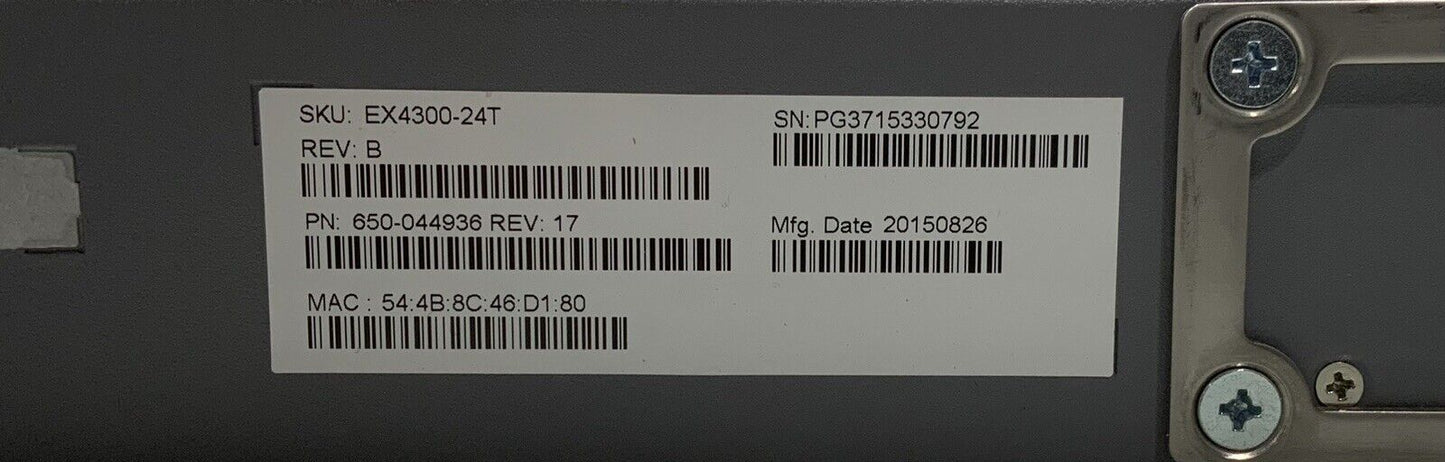 SKU: EX4300-24T
REV: B
SN:PG3715330792
PN: 650-044936 REV: 17
Mfg. Date 20150826
MAC : 54:4B:8C:46:D1:80